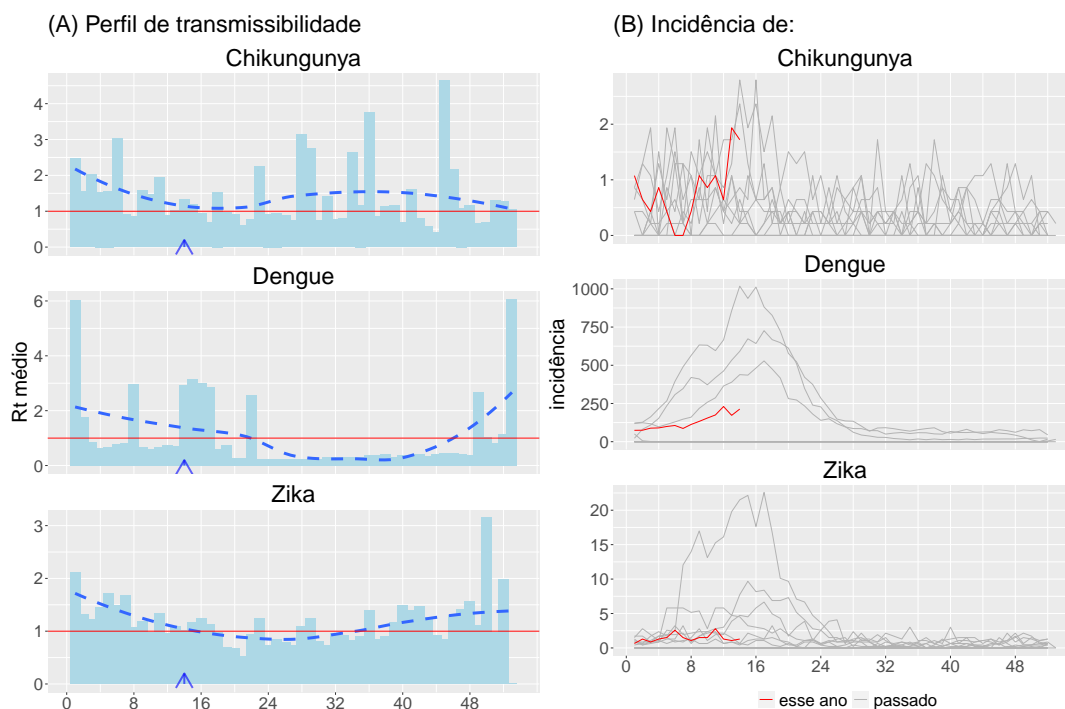 (A) Perfil de transmissibilidade
Chikungunya
4
3
2
1
0
Dengue
6
4
2
0
Zika
3
2
1
0
0 8 16 24 32 40 48
Rt médio
(B) Incidência de:
Chikungunya
2
1
0
Dengue
1000
750
500
250
0
Zika
20
15
10
5
0
0 8 16 24 32 40 48
incidência
esse ano passado